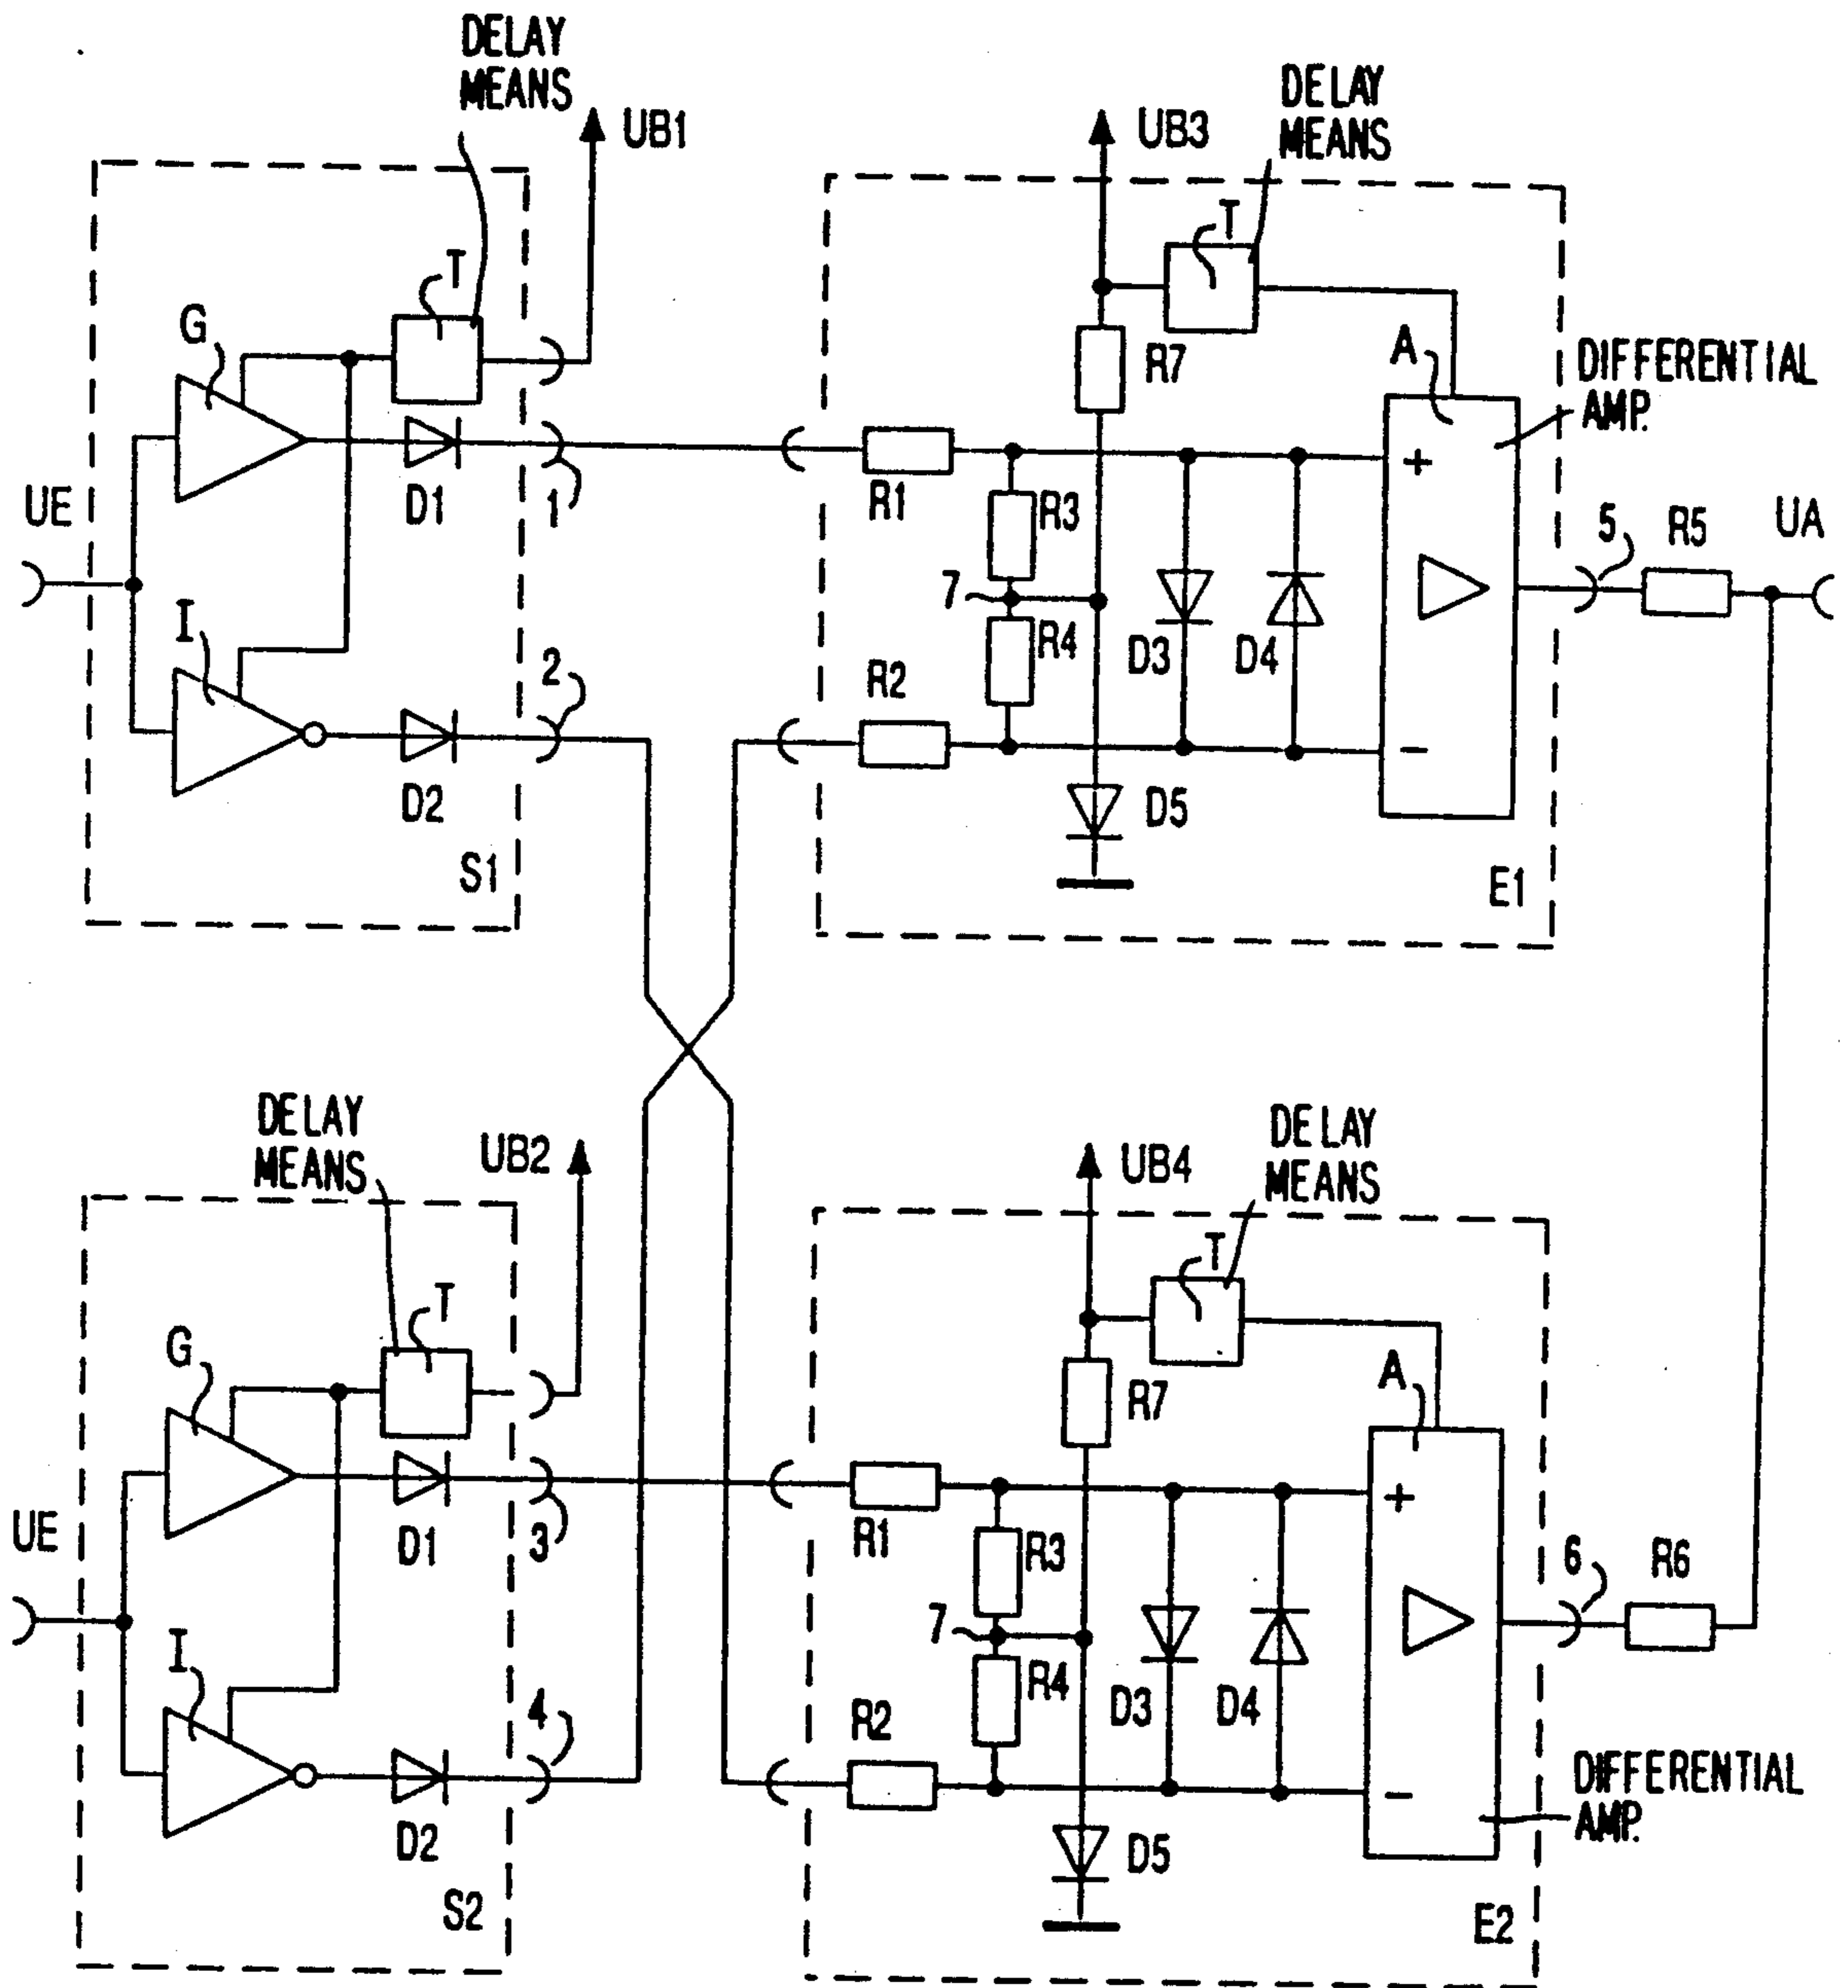 DELAY
MEANS
UB1
UB3
DELAY
MEANS
T
T
G
R7
A
DIFFERENTIAL
AMP.
UE
D1
1
R1
R3
5
R5
UA
7
I
R4
D3
D4
2
R2
D2
D5
S1
E1
DELAY
MEANS
UB2
UB4
DELAY
MEANS
T
T
G
R7
A
UE
D1
3
R1
R3
6
R6
7
I
R4
D3
D4
4
R2
D2
D5
DIFFERENTIAL
AMP.
S2
E2
+
-
+
-